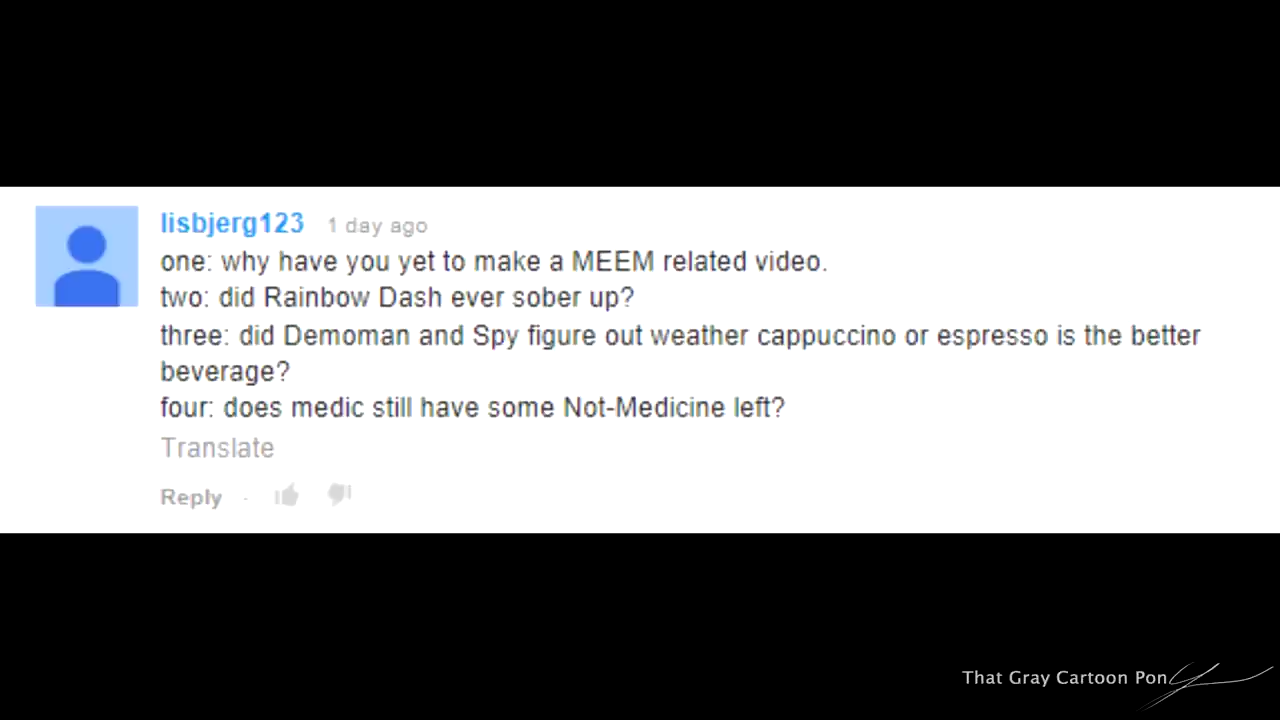 lisbjerg123 1 day ago
one: why have you yet to make a MEEM related video.
two: did Rainbow Dash ever sober up?
three: did Demoman and Spy figure out weather cappuccino or espresso is the better
beverage?
four: does medic still have some Not-Medicine left?
Translate
Reply ·
That Gray Cartoon Pony